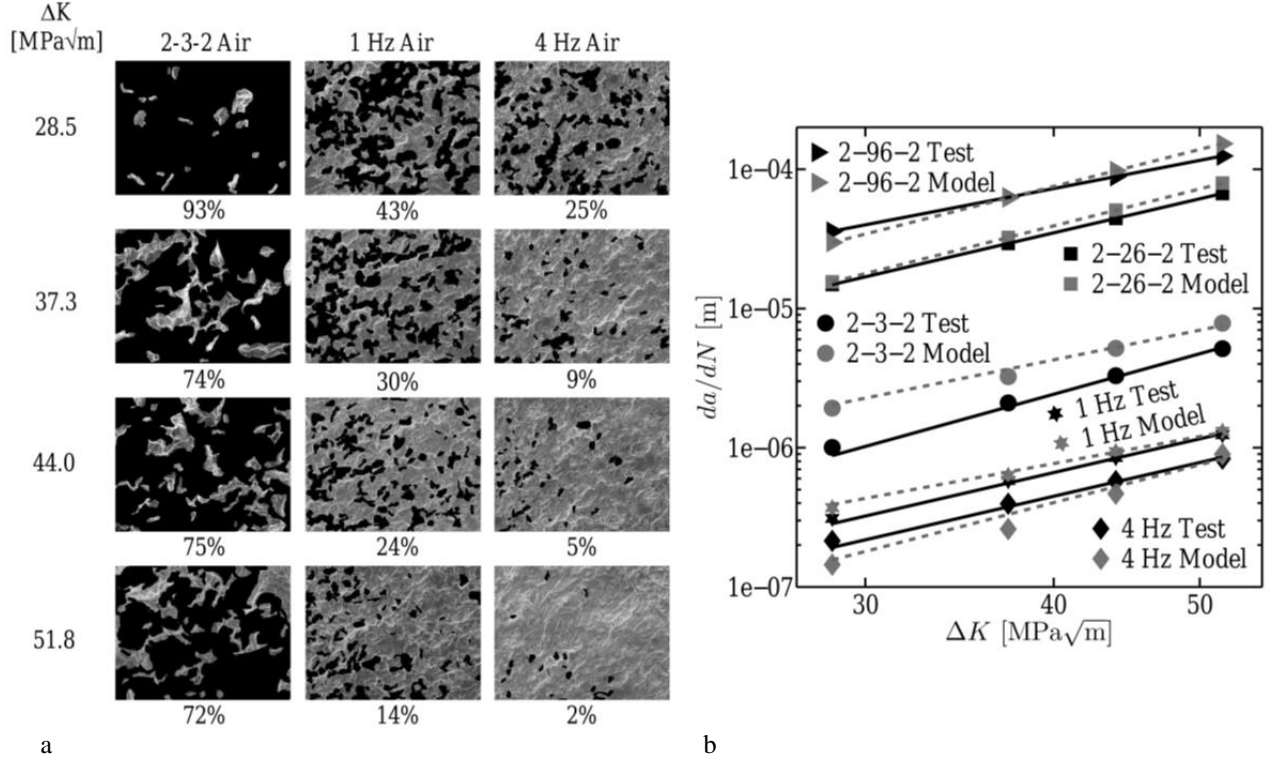 ΔK
[MPa√m]
2-3-2 Air
1 Hz Air
4 Hz Air
28.5
93%
43%
25%
37.3
74%
30%
9%
44.0
75%
24%
5%
51.8
72%
14%
2%
a
2−96−2 Test
2−96−2 Model
2−26−2 Test
2−26−2 Model
2−3−2 Test
2−3−2 Model
1 Hz Test
1 Hz Model
4 Hz Test
4 Hz Model
1e−04
1e−05
1e−06
1e−07
da/dN [m]
30
40
50
ΔK [MPa√m]
b